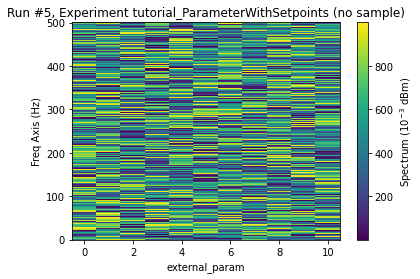 Run #5, Experiment tutorial_ParameterWithSetpoints (no sample)
500
400
300
200
100
0
Freq Axis (Hz)
0 2 4 6 8 10
external_param
800
600
400
200
Spectrum (10⁻³ dBm)